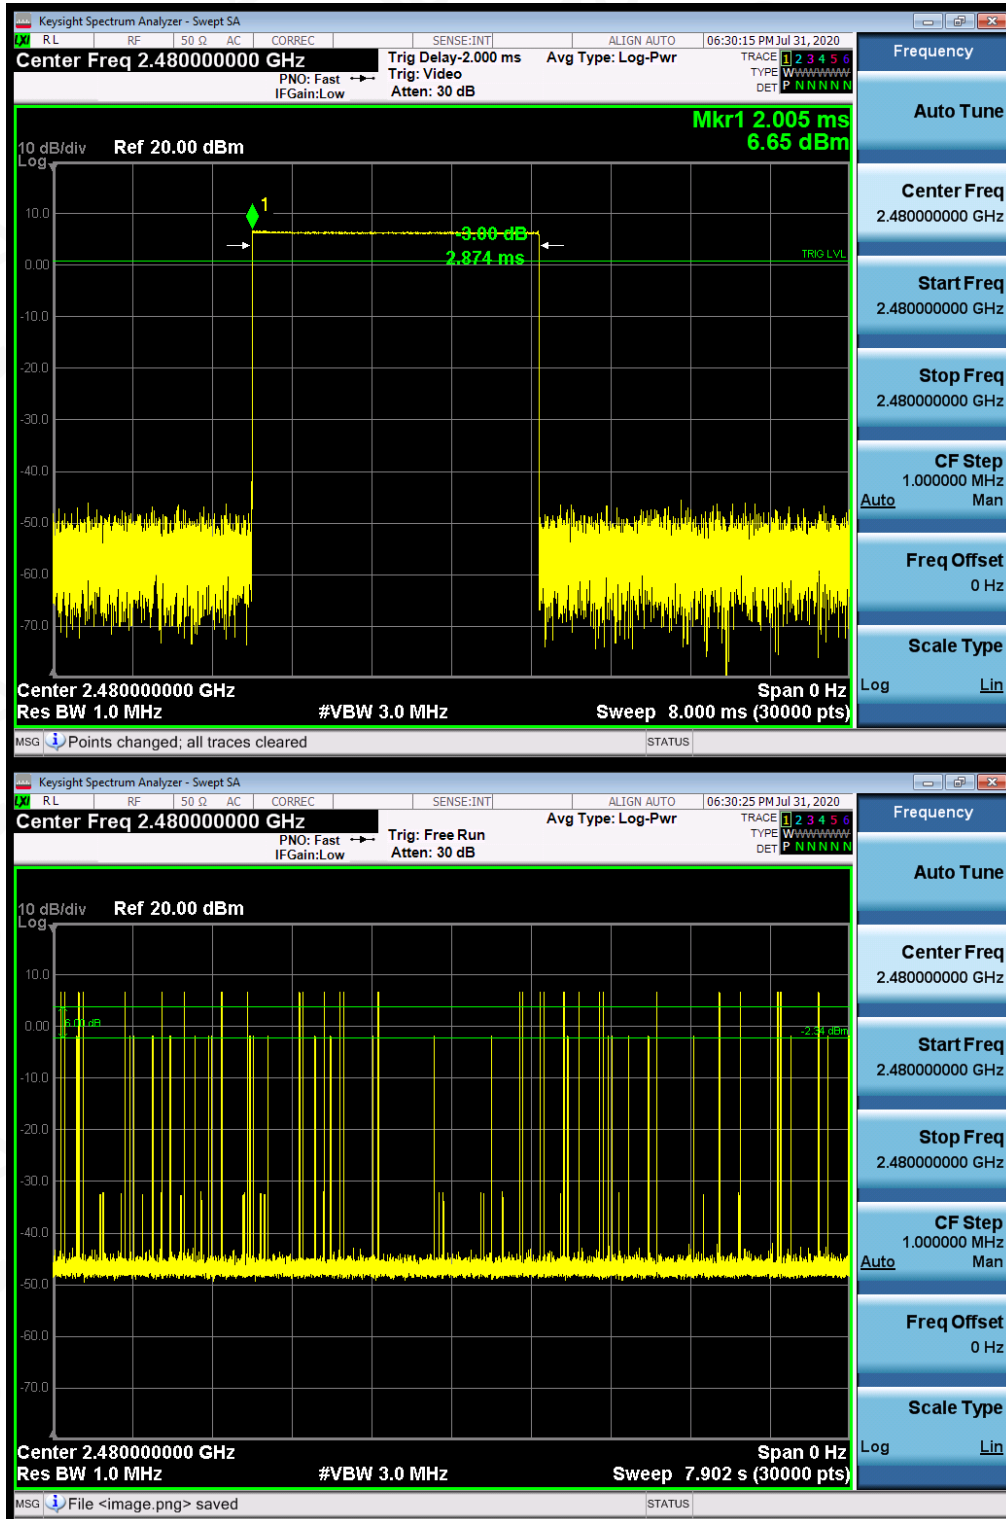 Keysight Spectrum Analyzer - Swept SA
LXI RL RF 50 Ω AC CORREC SENSE:INT ALIGN AUTO 06:30:15 PM Jul 31, 2020
Center Freq 2.480000000 GHz
PNO: Fast
IFGain:Low
Trig Delay-2.000 ms
Trig: Video
Atten: 30 dB
Avg Type: Log-Pwr
TRACE 1 2 3 4 5 6
TYPE WWWWWWW
DET P N N N N N
Mkr1 2.005 ms
6.65 dBm
10 dB/div Ref 20.00 dBm
Log
10.0
1
-3.00 dB
2.874 ms
TRIG LVL
0.00
-10.0
-20.0
-30.0
-40.0
-50.0
-60.0
-70.0
Center 2.480000000 GHz Span 0 Hz
Res BW 1.0 MHz #VBW 3.0 MHz Sweep 8.000 ms (30000 pts)
MSG Points changed; all traces cleared STATUS
Frequency
Auto Tune
Center Freq
2.480000000 GHz
Start Freq
2.480000000 GHz
Stop Freq
2.480000000 GHz
CF Step
1.000000 MHz
Auto Man
Freq Offset
0 Hz
Scale Type
Log Lin
Keysight Spectrum Analyzer - Swept SA
LXI RL RF 50 Ω AC CORREC SENSE:INT ALIGN AUTO 06:30:25 PM Jul 31, 2020
Center Freq 2.480000000 GHz
PNO: Fast
IFGain:Low
Trig: Free Run
Atten: 30 dB
Avg Type: Log-Pwr
TRACE 1 2 3 4 5 6
TYPE WWWWWWW
DET P N N N N N
10 dB/div Ref 20.00 dBm
Log
10.0
6.00 dB
-2.34 dBm
0.00
-10.0
-20.0
-30.0
-40.0
-50.0
-60.0
-70.0
Center 2.480000000 GHz Span 0 Hz
Res BW 1.0 MHz #VBW 3.0 MHz Sweep 7.902 s (30000 pts)
MSG File <image.png> saved STATUS
Frequency
Auto Tune
Center Freq
2.480000000 GHz
Start Freq
2.480000000 GHz
Stop Freq
2.480000000 GHz
CF Step
1.000000 MHz
Auto Man
Freq Offset
0 Hz
Scale Type
Log Lin